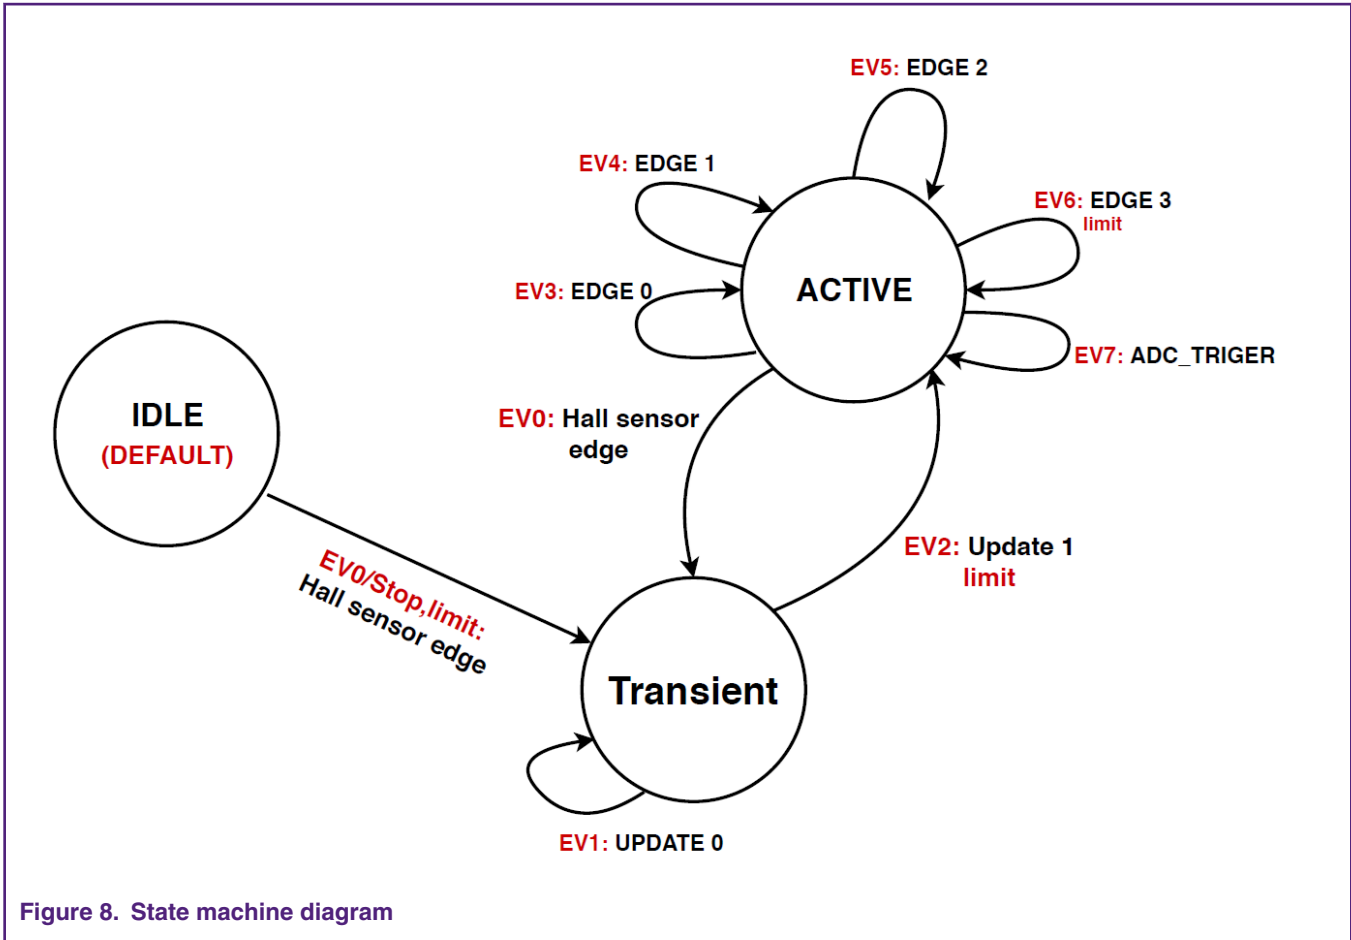 EV5: EDGE 2
EV4: EDGE 1
EV6: EDGE 3
limit
EV3: EDGE 0
ACTIVE
EV7: ADC_TRIGER
IDLE
(DEFAULT)
EV0: Hall sensor
edge
EV0/Stop,limit:
Hall sensor edge
EV2: Update 1
limit
Transient
EV1: UPDATE 0
Figure 8. State machine diagram